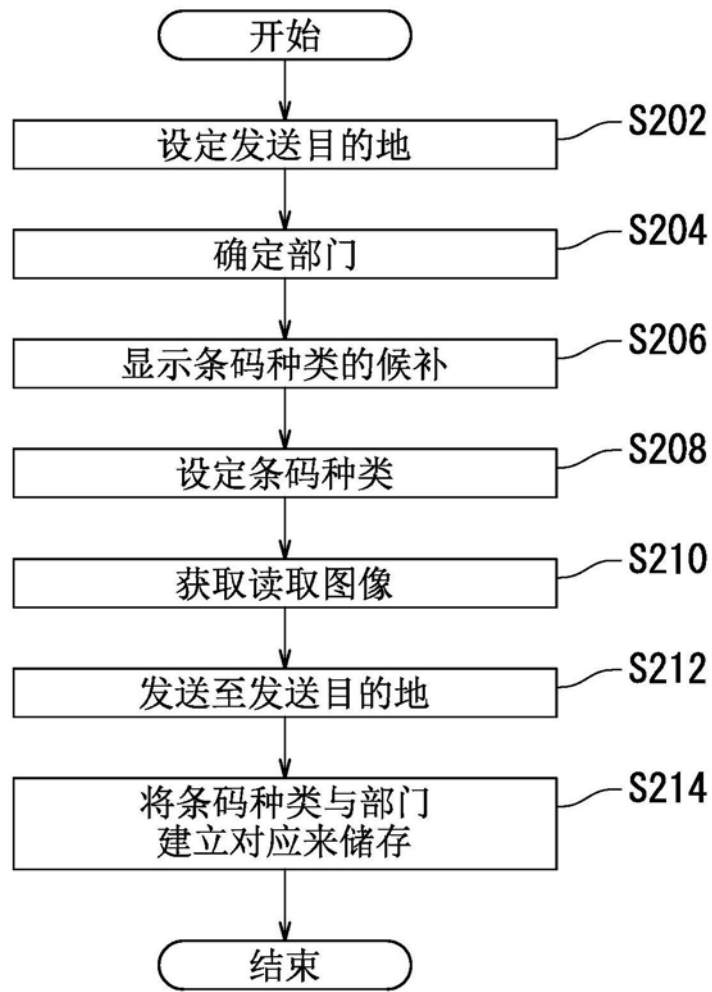 开始
设定发送目的地
S202
确定部门
S204
显示条码种类的候补
S206
设定条码种类
S208
获取读取图像
S210
发送至发送目的地
S212
将条码种类与部门
建立对应来储存
S214
结束